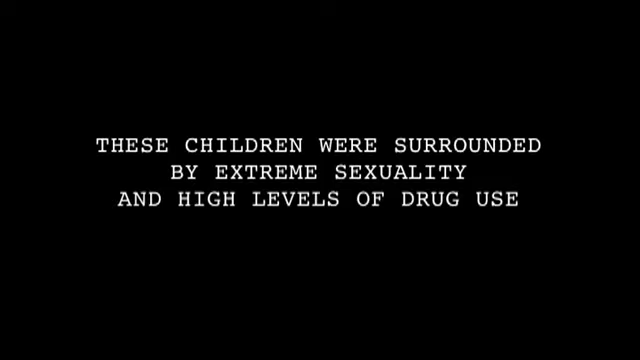 THESE CHILDREN WERE SURROUNDED
BY EXTREME SEXUALITY
AND HIGH LEVELS OF DRUG USE